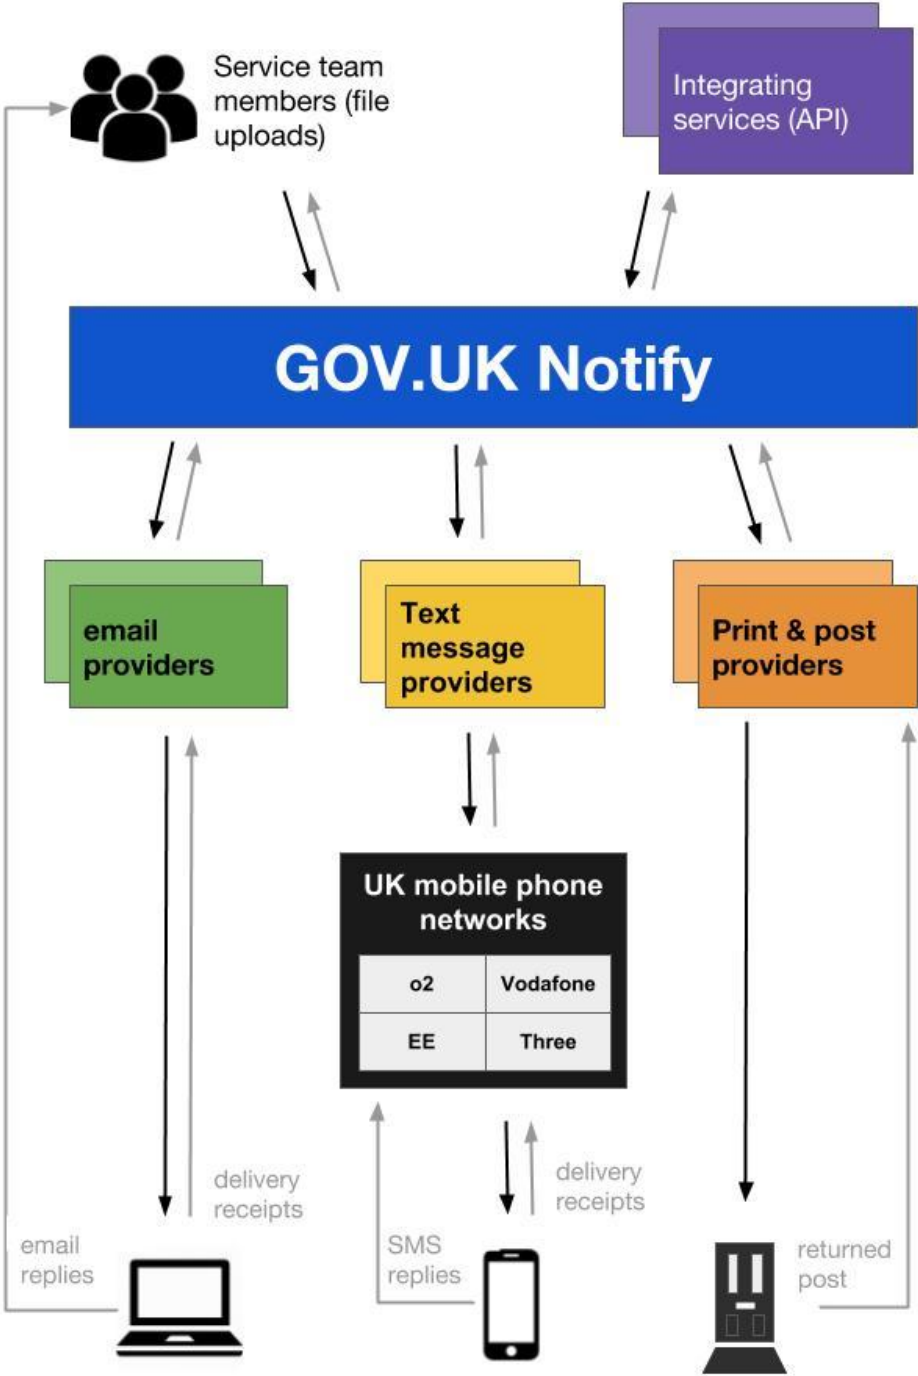 Service team
members (file
uploads)
Integrating
services (API)
GOV.UK Notify
email
providers
Text
message
providers
Print & post
providers
UK mobile phone
networks
o2
Vodafone
EE
Three
delivery
receipts
delivery
receipts
email
replies
SMS
replies
returned
post